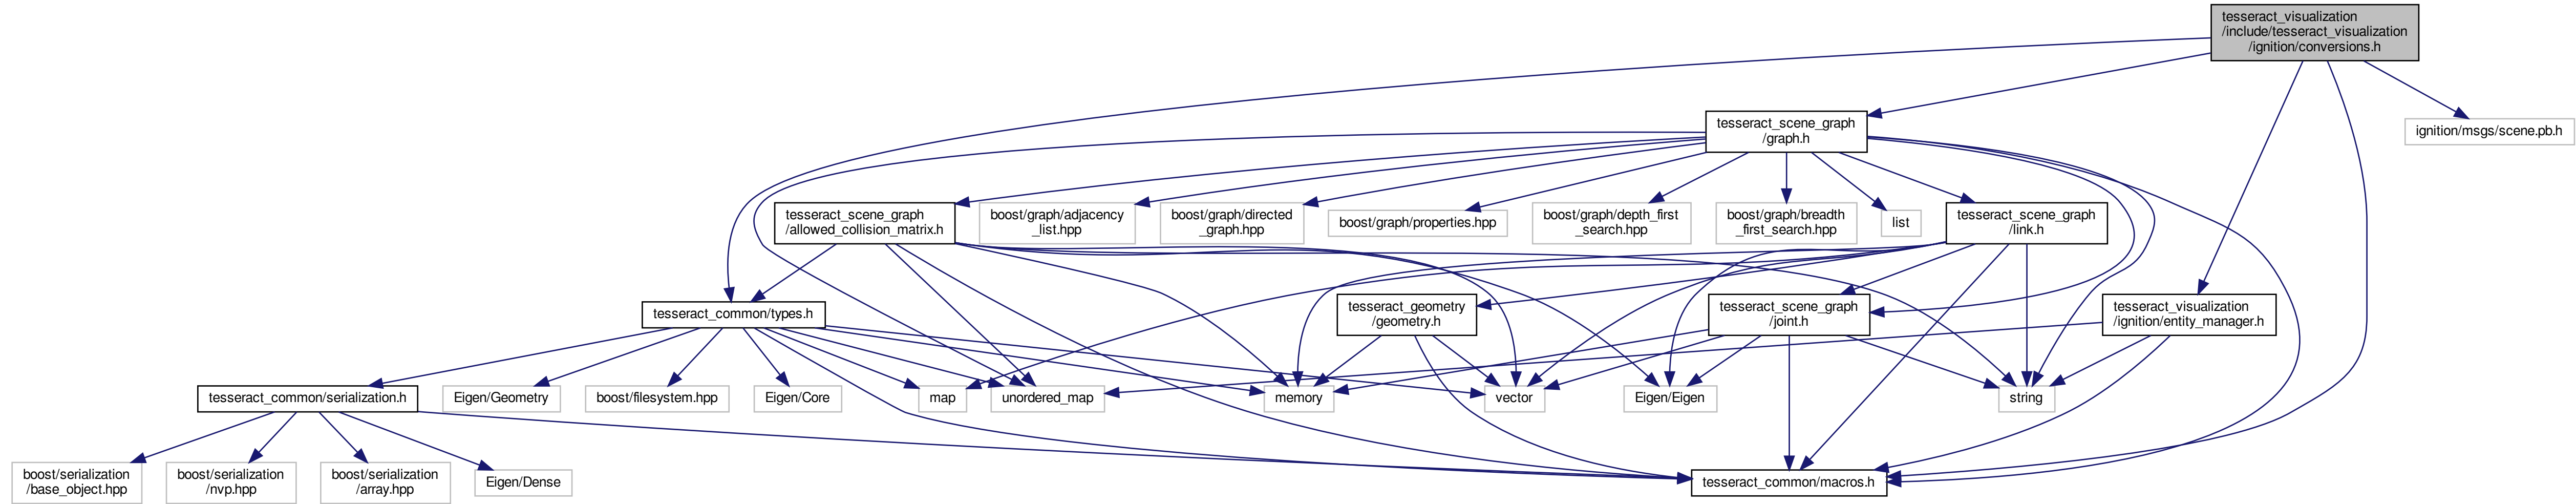 tesseract_visualization
/include/tesseract_visualization
/ignition/conversions.h
tesseract_scene_graph
/graph.h
ignition/msgs/scene.pb.h
tesseract_scene_graph
/allowed_collision_matrix.h
boost/graph/adjacency
_list.hpp
boost/graph/directed
_graph.hpp
boost/graph/properties.hpp
boost/graph/depth_first
_search.hpp
boost/graph/breadth
_first_search.hpp
list
tesseract_scene_graph
/link.h
tesseract_common/types.h
tesseract_geometry
/geometry.h
tesseract_scene_graph
/joint.h
tesseract_visualization
/ignition/entity_manager.h
tesseract_common/serialization.h
Eigen/Geometry
boost/filesystem.hpp
Eigen/Core
map
unordered_map
memory
vector
Eigen/Eigen
string
boost/serialization
/base_object.hpp
boost/serialization
/nvp.hpp
boost/serialization
/array.hpp
Eigen/Dense
tesseract_common/macros.h